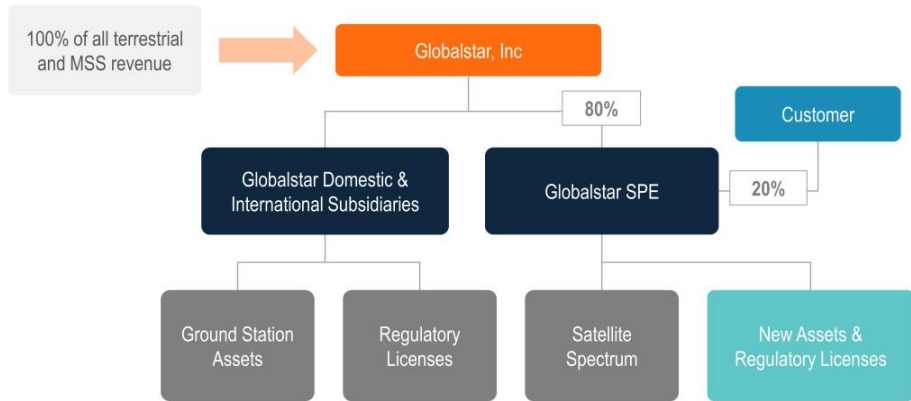 100% of all terrestrial
and MSS revenue
Globalstar, Inc
80%
Customer
Globalstar Domestic &
International Subsidiaries
Globalstar SPE
20%
Ground Station
Assets
Regulatory
Licenses
Satellite
Spectrum
New Assets &
Regulatory Licenses